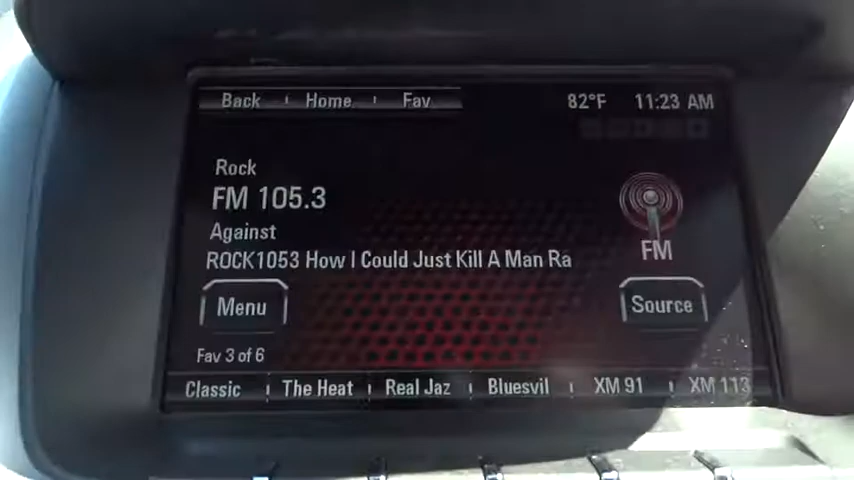 Back Home Fav 82°F 11:23 AM
Rock
FM 105.3
Against
ROCK1053 How I Could Just Kill A Man Ra
FM
Menu
Source
Fav 3 of 6
Classic The Heat Real Jazz Bluesvil XM 91 XM 113